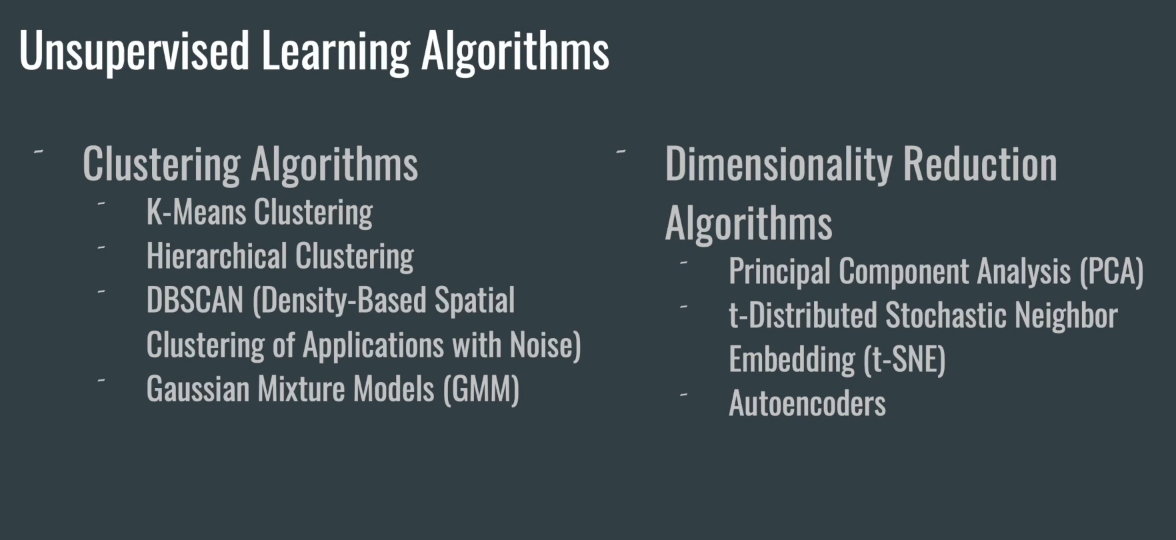 Unsupervised Learning Algorithms
- Clustering Algorithms
- K-Means Clustering
- Hierarchical Clustering
- DBSCAN (Density-Based Spatial
Clustering of Applications with Noise)
- Gaussian Mixture Models (GMM)
- Dimensionality Reduction
Algorithms
- Principal Component Analysis (PCA)
- t-Distributed Stochastic Neighbor
Embedding (t-SNE)
- Autoencoders